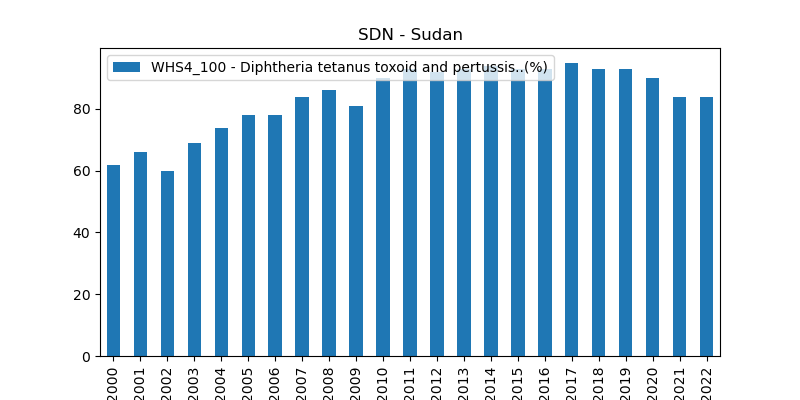 SDN - Sudan
WHS4_100 - Diphtheria tetanus toxoid and pertussis..(%)
80
60
40
20
0
2000 2001 2002 2003 2004 2005 2006 2007 2008 2009 2010 2011 2012 2013 2014 2015 2016 2017 2018 2019 2020 2021 2022